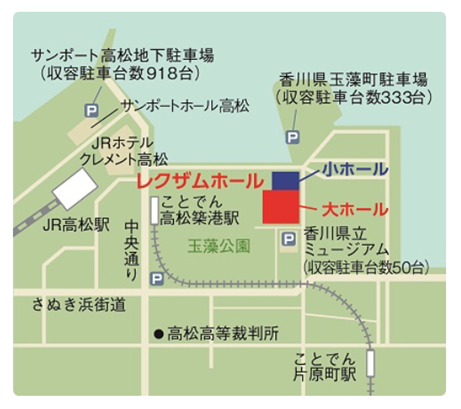 サンポート高松地下駐車場
（収容駐車台数918台）
P
サンポートホール高松
香川県玉藻町駐車場
（収容駐車台数333台）
P
JRホテル
クレメント高松
レクザムホール
小ホール
大ホール
ことでん
高松築港駅
JR高松駅
中央通り
玉藻公園
P
香川県立
ミュージアム
（収容駐車台数50台）
P
さぬき浜街道
●高松高等裁判所
ことでん
片原町駅